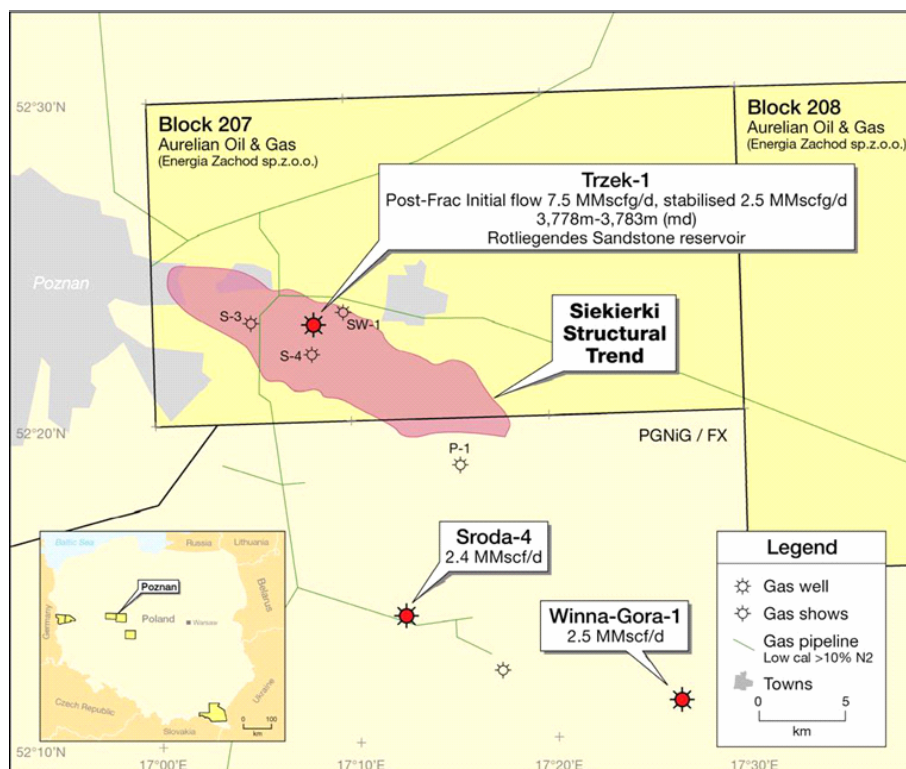 52°30'N
Block 207
Aurelian Oil & Gas
(Energia Zachod sp.z.o.o.)
Block 208
Aurelian Oil & Gas
(Energia Zachod sp.z.o.o.)
Trzek-1
Post-Frac Initial flow 7.5 MMscfg/d, stabilised 2.5 MMscfg/d
3,778m-3,783m (md)
Rotliegendes Sandstone reservoir
Poznan
S-3
SW-1
S-4
Siekierki
Structural
Trend
52°20'N
PGNiG / FX
P-1
Sroda-4
2.4 MMscf/d
Winna-Gora-1
2.5 MMscf/d
Baltic Sea
Russia
Lithuania
Poznan
Germany
Poland
Warsaw
Belarus
Ukraine
Czech Republic
Slovakia
0 100
km
Legend
Gas well
Gas shows
Gas pipeline
Low cal >10% N2
Towns
0 5
km
52°10'N
17°00'E
17°10'E
17°20'E
17°30'E